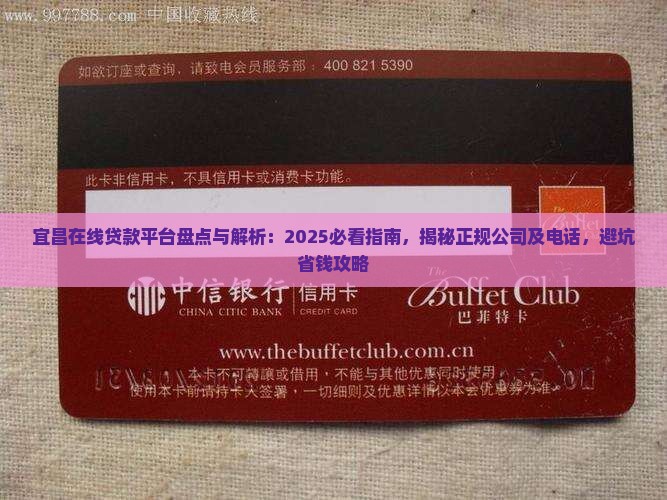 www.997788.com 中国收藏热线
如欲订座或查询，请致电会员服务部：400 821 5390
此卡非信用卡，不具信用卡或消费卡功能。
宜昌在线贷款平台盘点与解析：2025必看指南，揭秘正规公司及电话，避坑
省钱攻略
中信银行 信用卡
CHINA CITIC BANK CREDIT CARD
The Buffet Club
巴菲特卡
www.thebuffetclub.com.cn
本卡不可轉讓或借用，不能与其他优惠同时使用
使用本卡前请持卡人签署，一切细则及优惠详情以本会优惠券为准。